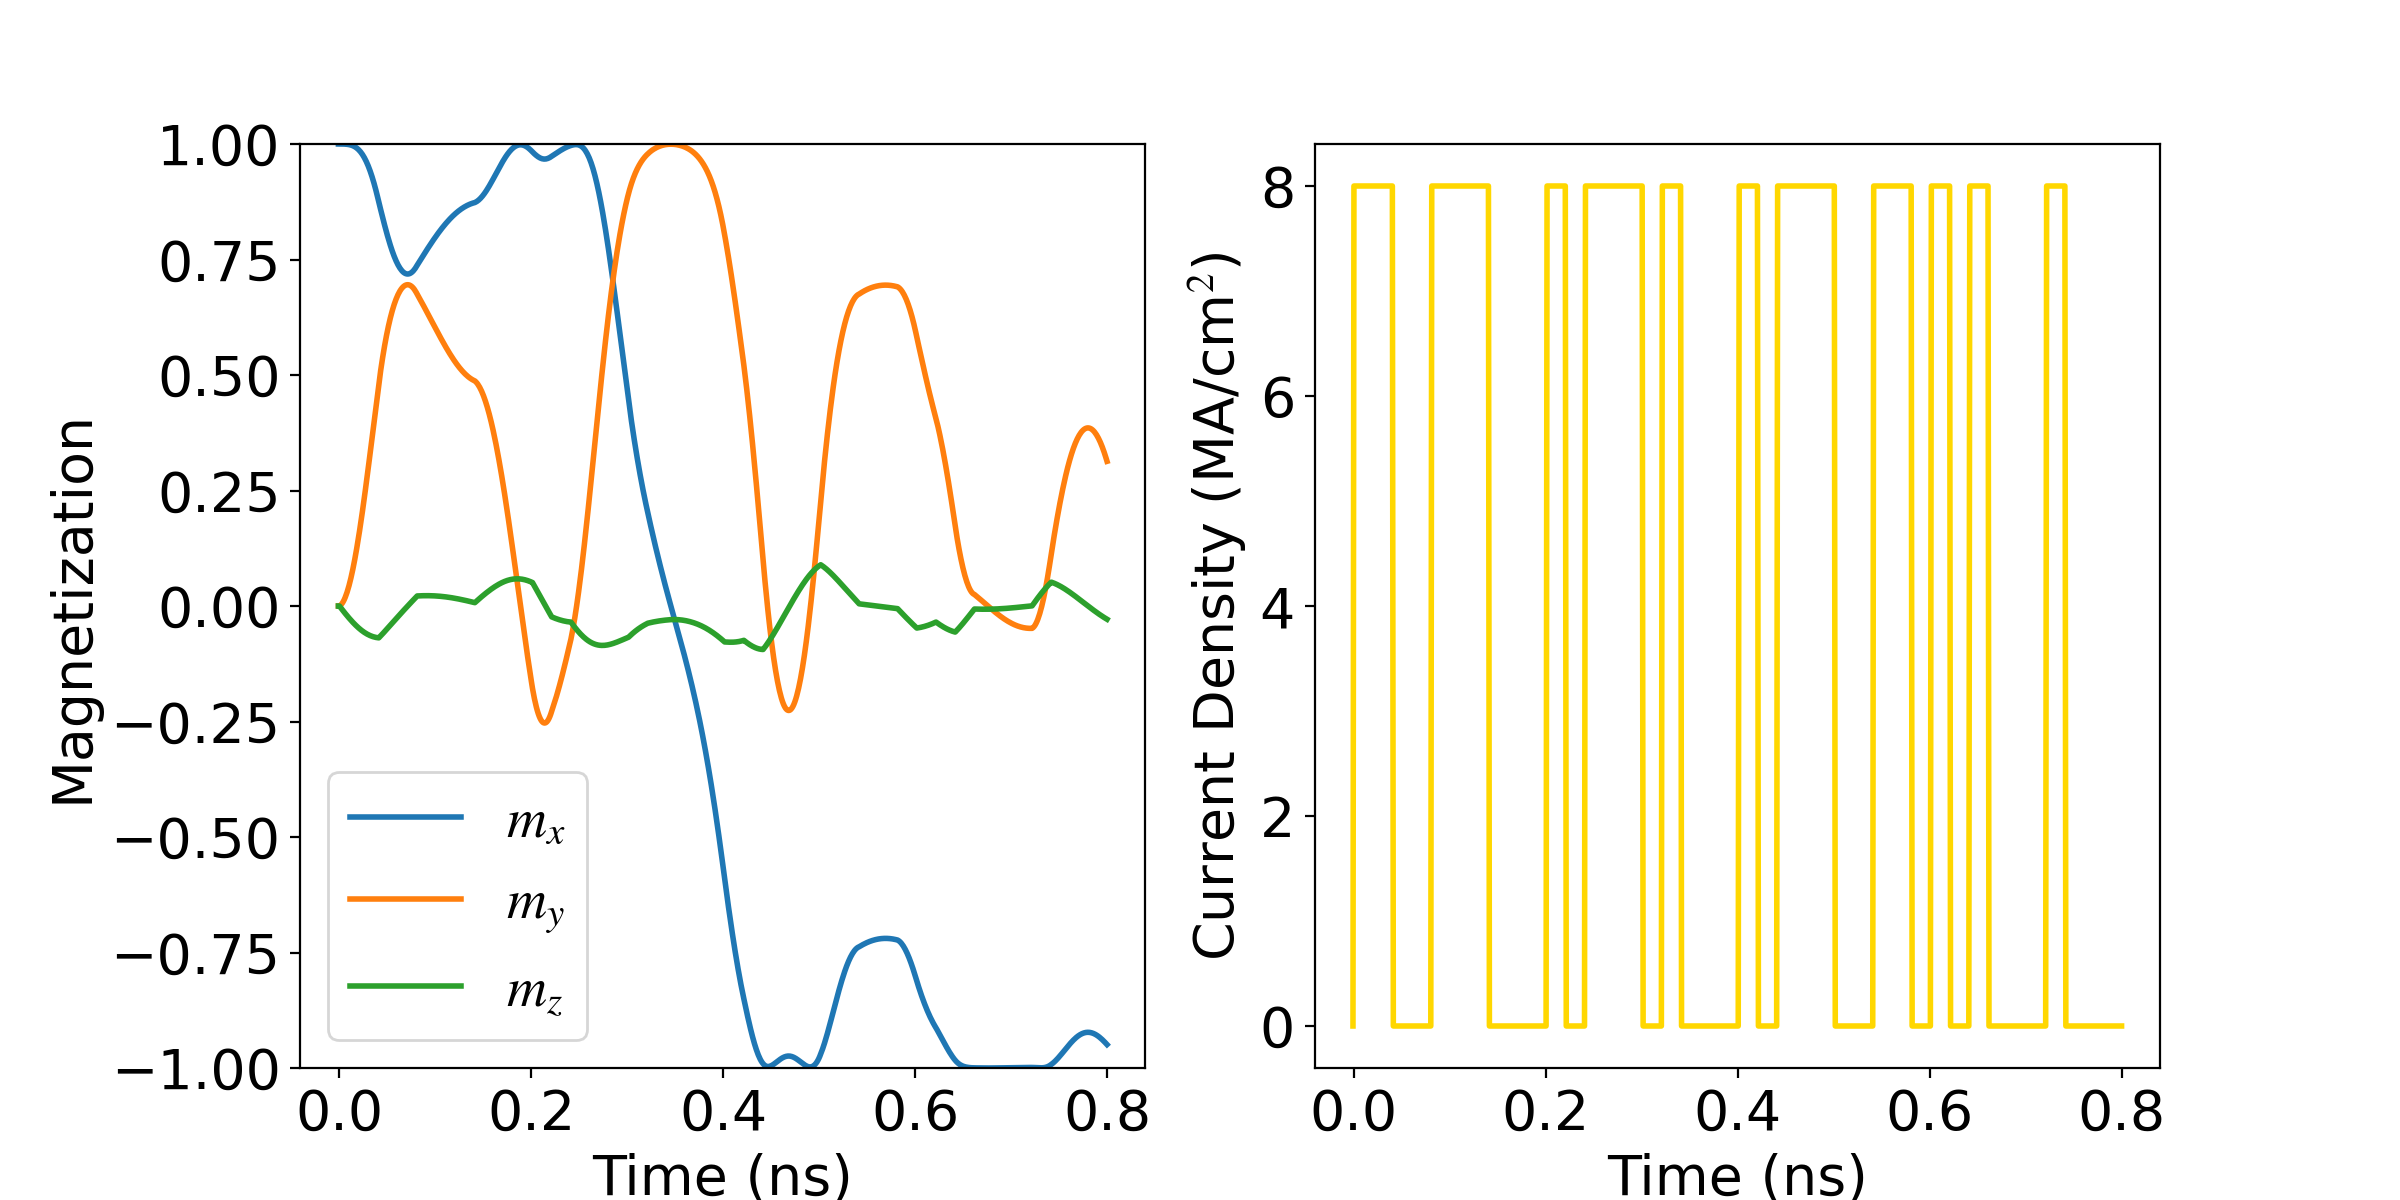 Magnetization
1.00
0.75
0.50
0.25
0.00
−0.25
−0.50
−0.75
−1.00
m_x
m_y
m_z
0.0 0.2 0.4 0.6 0.8
Time (ns)
Current Density (MA/cm²)
8
6
4
2
0
0.0 0.2 0.4 0.6 0.8
Time (ns)